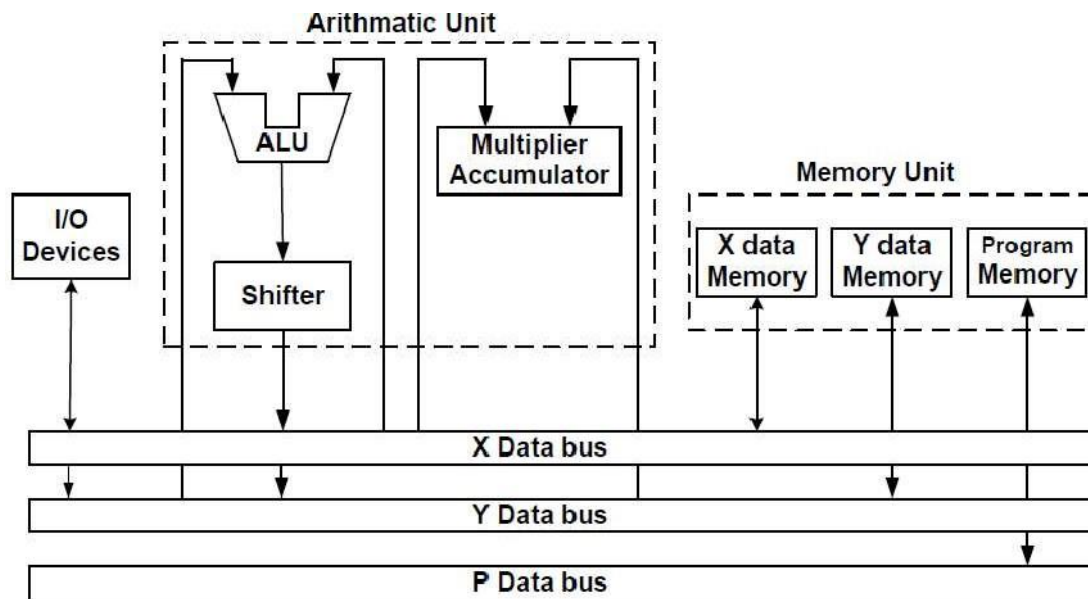 Arithmatic Unit
ALU
Multiplier
Accumulator
Memory Unit
I/O
Devices
X data
Memory
Y data
Memory
Program
Memory
Shifter
X Data bus
Y Data bus
P Data bus